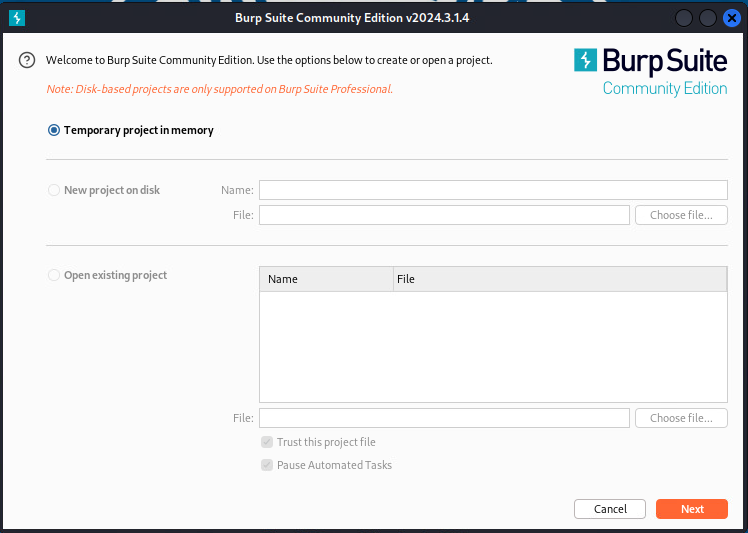 Burp Suite Community Edition v2024.3.1.4
Welcome to Burp Suite Community Edition. Use the options below to create or open a project.
Burp Suite
Note: Disk-based projects are only supported on Burp Suite Professional.
Community Edition
Temporary project in memory
New project on disk Name:
File: Choose file...
Open existing project Name File
File: Choose file...
Trust this project file
Pause Automated Tasks
Cancel Next